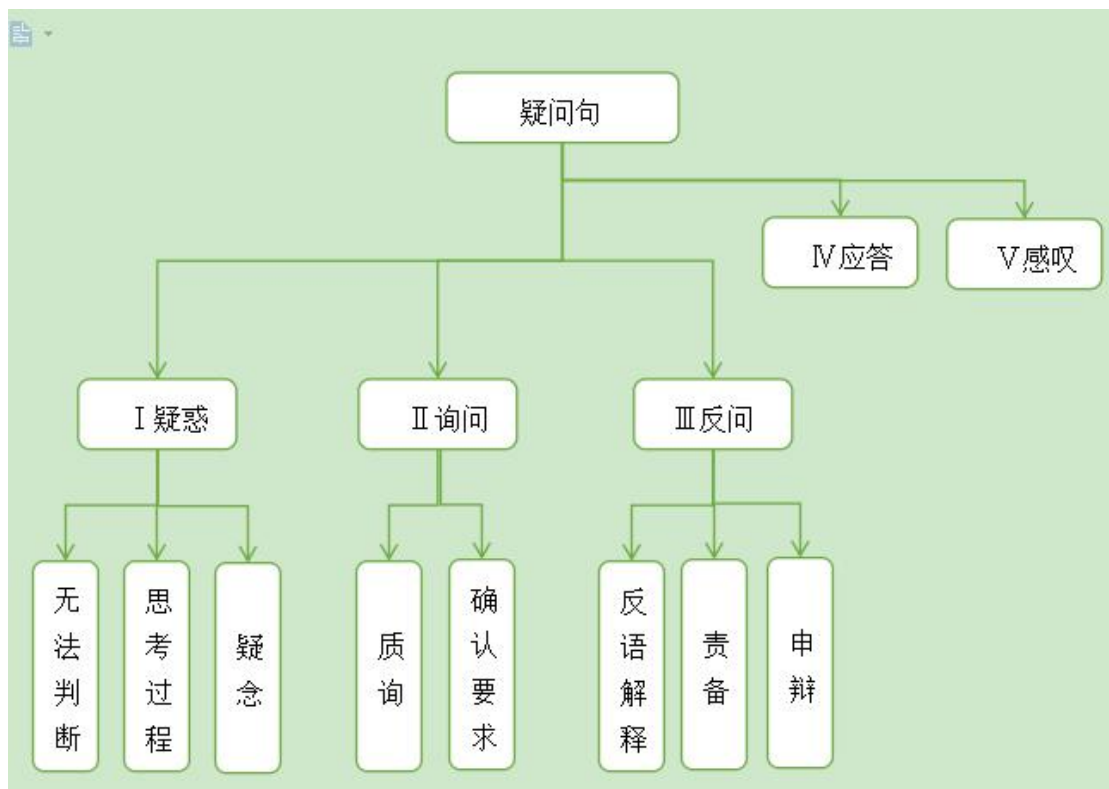 疑问句
Ⅳ应答
Ⅴ感叹
Ⅰ疑惑
Ⅱ询问
Ⅲ反问
无法判断
思考过程
疑念
质询
确认要求
反语解释
责备
申辩